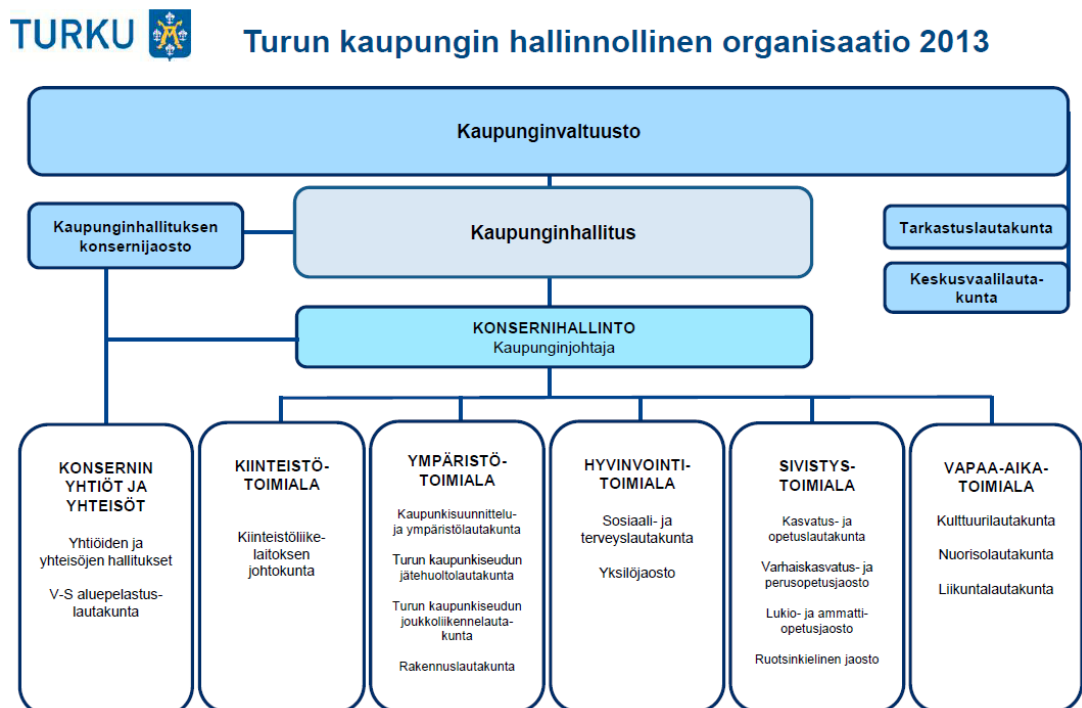 TURKU
Turun kaupungin hallinnollinen organisaatio 2013
Kaupunginvaltuusto
Kaupunginhallituksen
konsernijaosto
Kaupunginhallitus
Tarkastuslautakunta
Keskusvaalilauta-
kunta
KONSERNIHALLINTO
Kaupunginjohtaja
KONSERNIN
YHTIÖT JA
YHTEISÖT
Yhtiöiden ja
yhteisöjen hallitukset
V-S aluepelastus-
lautakunta
KIINTEISTÖ-
TOIMIALA
Kiinteistöliike-
laitoksen
johtokunta
YMPÄRISTÖ-
TOIMIALA
Kaupunkisuunnittelu-
ja ympäristölautakunta
Turun kaupunkiseudun
jätehuoltolautakunta
Turun kaupunkiseudun
joukkoliikennelauta-
kunta
Rakennuslautakunta
HYVINVOINTI-
TOIMIALA
Sosiaali- ja
terveyslautakunta
Yksilöjaosto
SIVISTYS-
TOIMIALA
Kasvatus- ja
opetuslautakunta
Varhaiskasvatus- ja
perusopetusjaosto
Lukio- ja ammatti-
opetusjaosto
Ruotsinkielinen jaosto
VAPAA-AIKA-
TOIMIALA
Kulttuurilautakunta
Nuorisolautakunta
Liikuntalautakunta